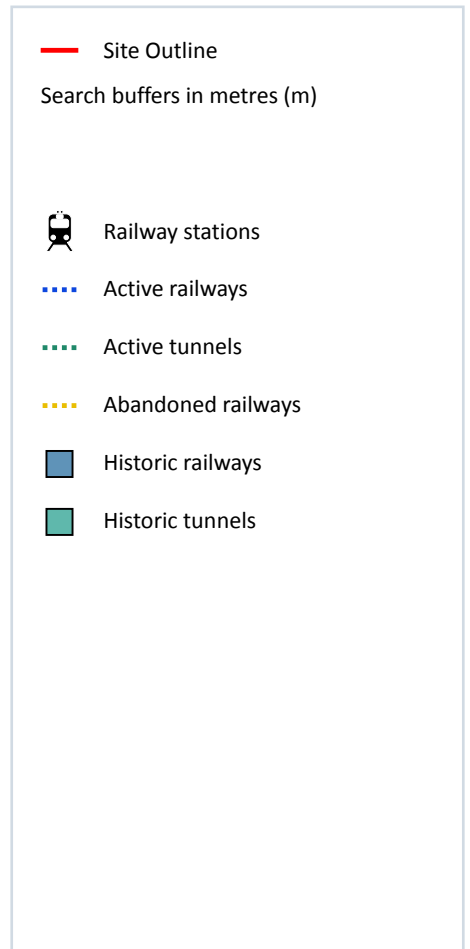 Site Outline
Search buffers in metres (m)
Railway stations
Active railways
Active tunnels
Abandoned railways
Historic railways
Historic tunnels